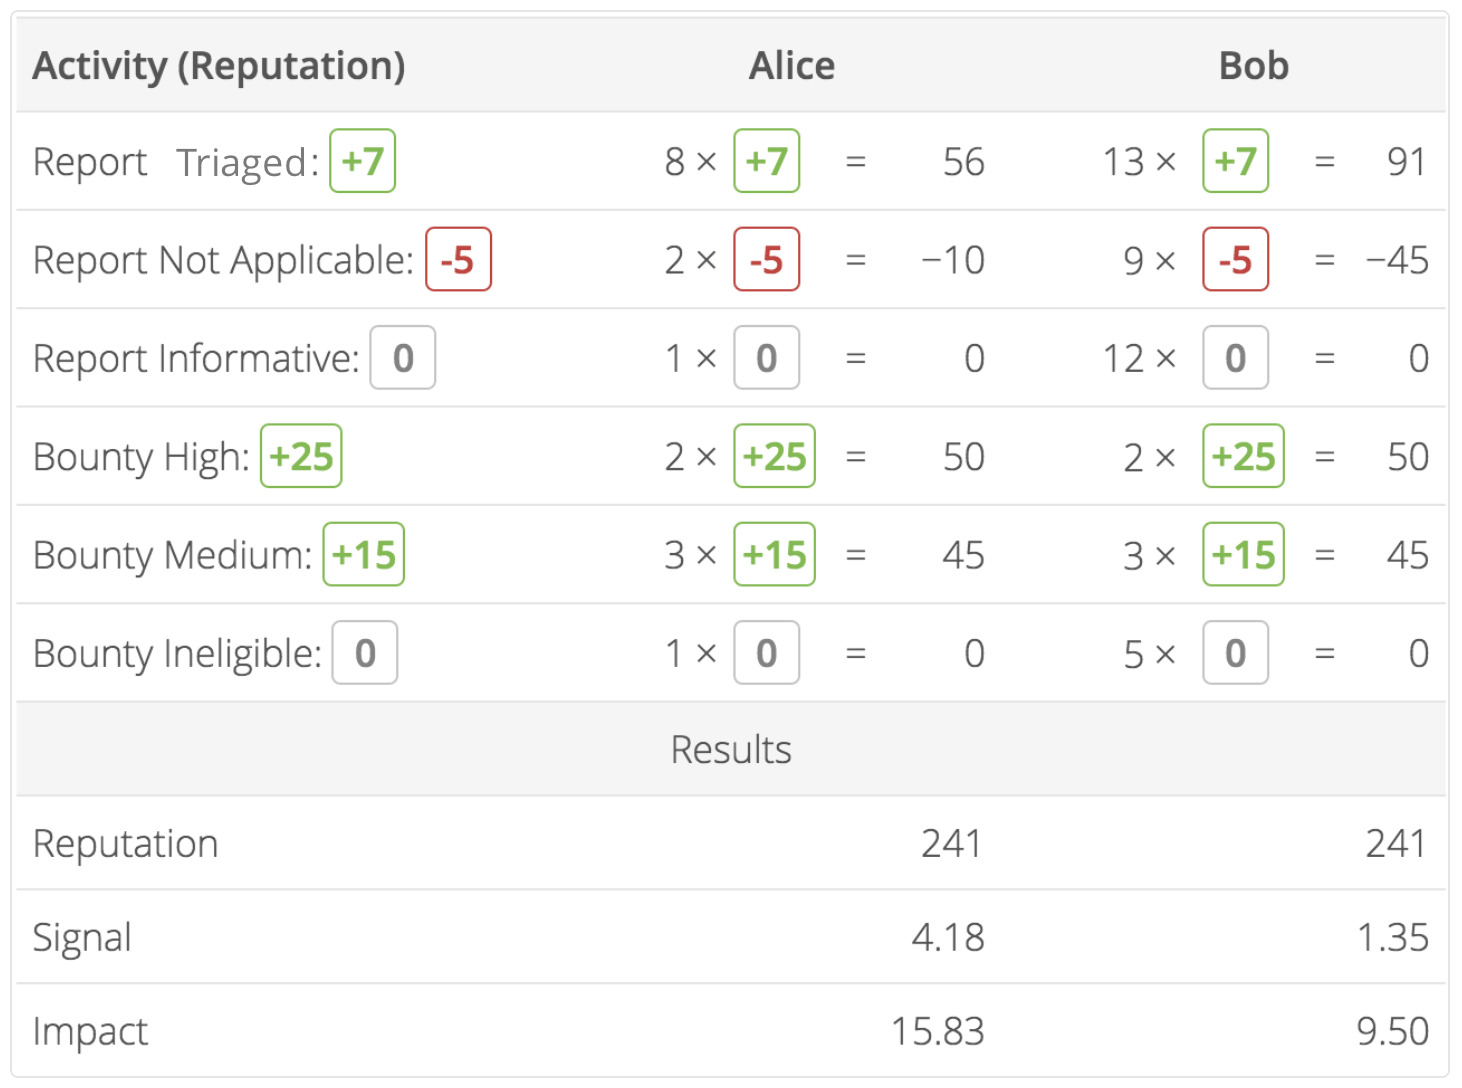 Activity (Reputation) Alice Bob
Report Triaged: +7 8 × +7 = 56 13 × +7 = 91
Report Not Applicable: -5 2 × -5 = −10 9 × -5 = −45
Report Informative: 0 1 × 0 = 0 12 × 0 = 0
Bounty High: +25 2 × +25 = 50 2 × +25 = 50
Bounty Medium: +15 3 × +15 = 45 3 × +15 = 45
Bounty Ineligible: 0 1 × 0 = 0 5 × 0 = 0
Results
Reputation 241 241
Signal 4.18 1.35
Impact 15.83 9.50